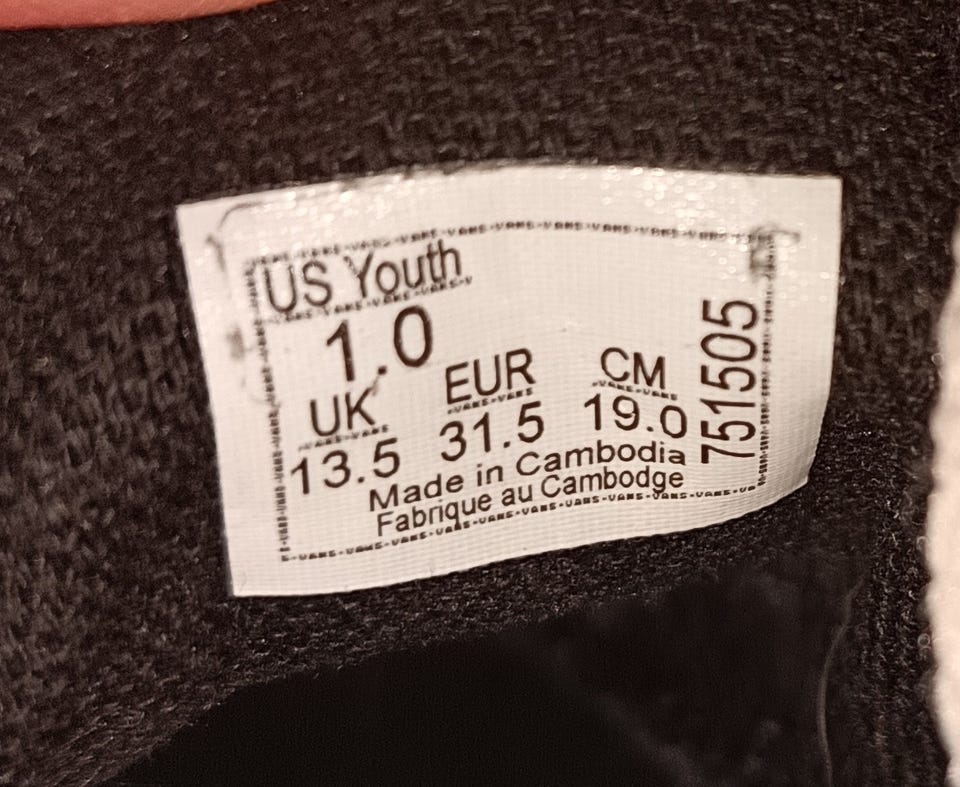 US Youth
1.0
UK EUR CM
13.5 31.5 19.0
Made in Cambodia
Fabrique au Cambodge
751505